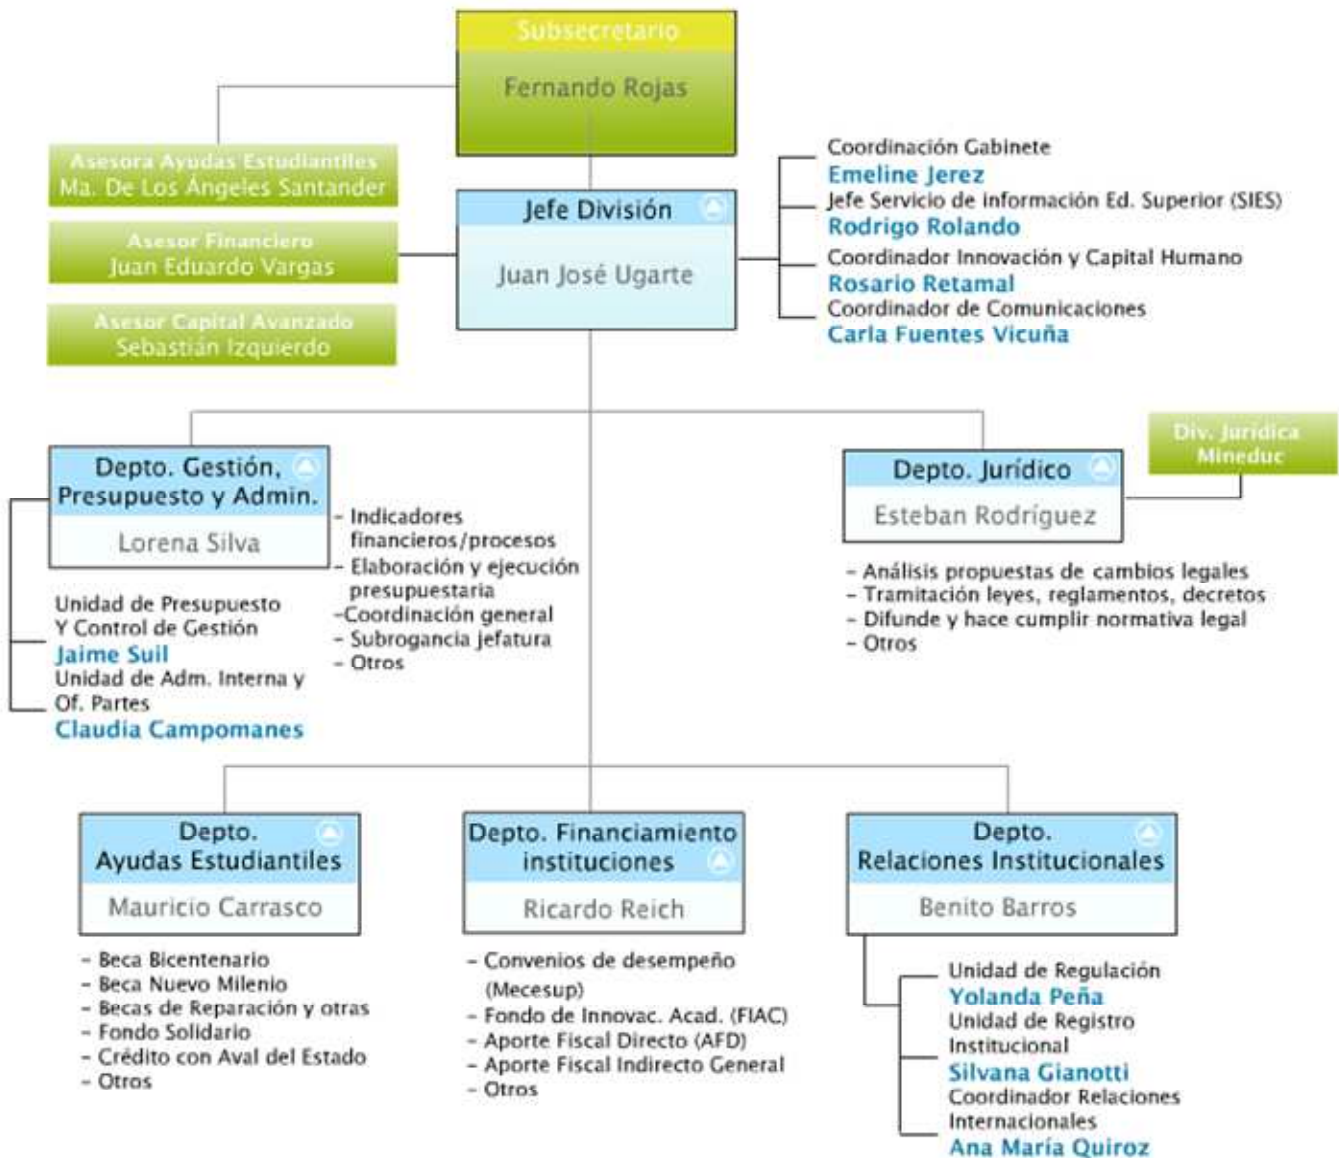 Subsecretario
Fernando Rojas
Asesora Ayudas Estudiantiles
Ma. De Los Ángeles Santander
Asesor Financiero
Juan Eduardo Vargas
Asesor Capital Avanzado
Sebastián Izquierdo
Jefe División
Juan José Ugarte
Coordinación Gabinete
Emeline Jerez
Jefe Servicio de información Ed. Superior (SIES)
Rodrigo Rolando
Coordinador Innovación y Capital Humano
Rosario Retamal
Coordinador de Comunicaciones
Carla Fuentes Vicuña
Depto. Gestión,
Presupuesto y Admin.
Lorena Silva
Unidad de Presupuesto
Y Control de Gestión
Jaime Suil
Unidad de Adm. Interna y
Of. Partes
Claudia Campomanes
- Indicadores
financieros/procesos
- Elaboración y ejecución
presupuestaria
-Coordinación general
- Subrogancia jefatura
- Otros
Depto. Jurídico
Esteban Rodríguez
Div. Jurídica
Mineduc
- Análisis propuestas de cambios legales
- Tramitación leyes, reglamentos, decretos
- Difunde y hace cumplir normativa legal
- Otros
Depto.
Ayudas Estudiantiles
Mauricio Carrasco
- Beca Bicentenario
- Beca Nuevo Milenio
- Becas de Reparación y otras
- Fondo Solidario
- Crédito con Aval del Estado
- Otros
Depto. Financiamiento
instituciones
Ricardo Reich
- Convenios de desempeño
(Mecesup)
- Fondo de Innovac. Acad. (FIAC)
- Aporte Fiscal Directo (AFD)
- Aporte Fiscal Indirecto General
- Otros
Depto.
Relaciones Institucionales
Benito Barros
Unidad de Regulación
Yolanda Peña
Unidad de Registro
Institucional
Silvana Gianotti
Coordinador Relaciones
Internacionales
Ana María Quiroz